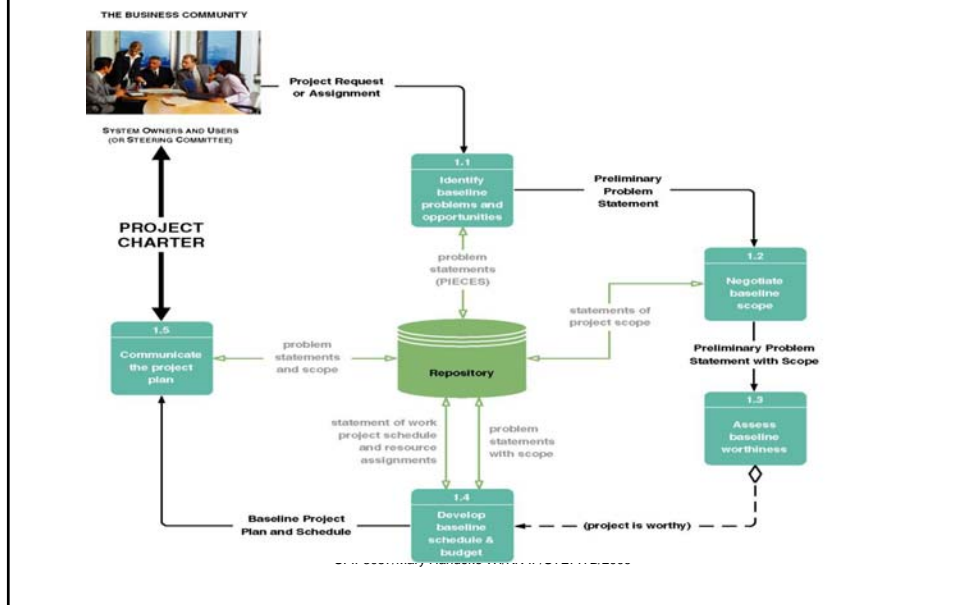 THE BUSINESS COMMUNITY
Project Request
or Assignment
SYSTEM OWNERS AND USERS
(OR STEERING COMMITTEE)
1.1
Identify
baseline
problems and
opportunities
Preliminary
Problem
Statement
PROJECT
CHARTER
1.2
Negotiate
baseline
scope
problem
statements
(PIECES)
statements of
project scope
1.5
Communicate
the project
plan
problem
statements
and scope
Repository
Preliminary Problem
Statement with Scope
1.3
Assess
baseline
worthiness
statement of work
project schedule
and resource
assignments
problem
statements
with scope
1.4
Develop
baseline
schedule &
budget
Baseline Project
Plan and Schedule
(project is worthy)